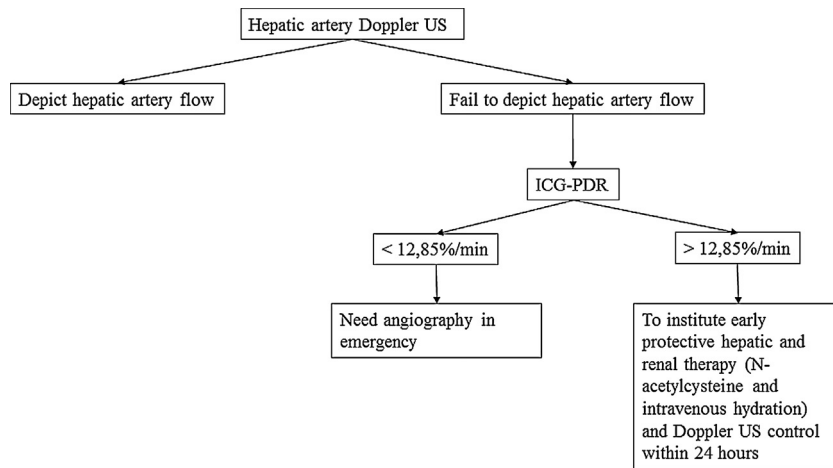 Hepatic artery Doppler US
Depict hepatic artery flow
Fail to depict hepatic artery flow
ICG-PDR
< 12,85%/min
> 12,85%/min
Need angiography in
emergency
To institute early
protective hepatic and
renal therapy (N-
acetylcysteine and
intravenous hydration)
and Doppler US control
within 24 hours